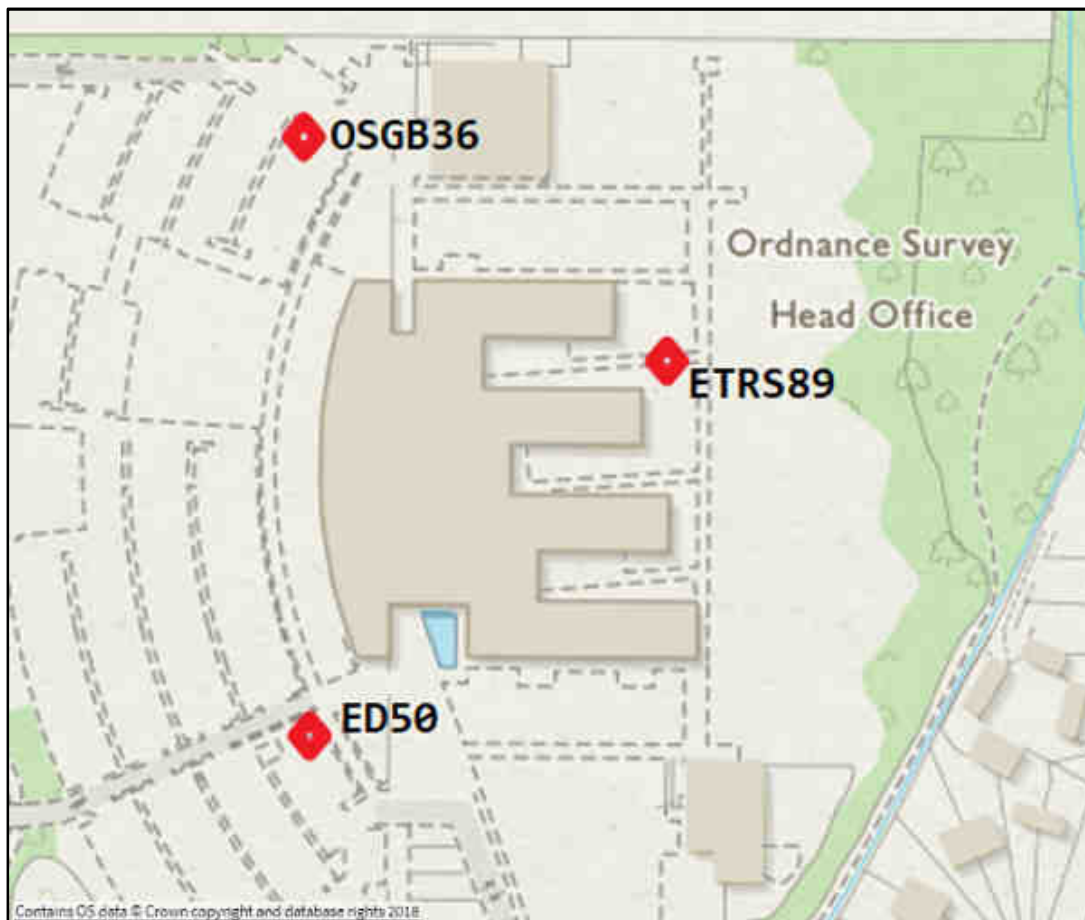 OSGB36
Ordnance Survey
Head Office
ETRS89
ED50
Contains OS data © Crown copyright and database rights 2018